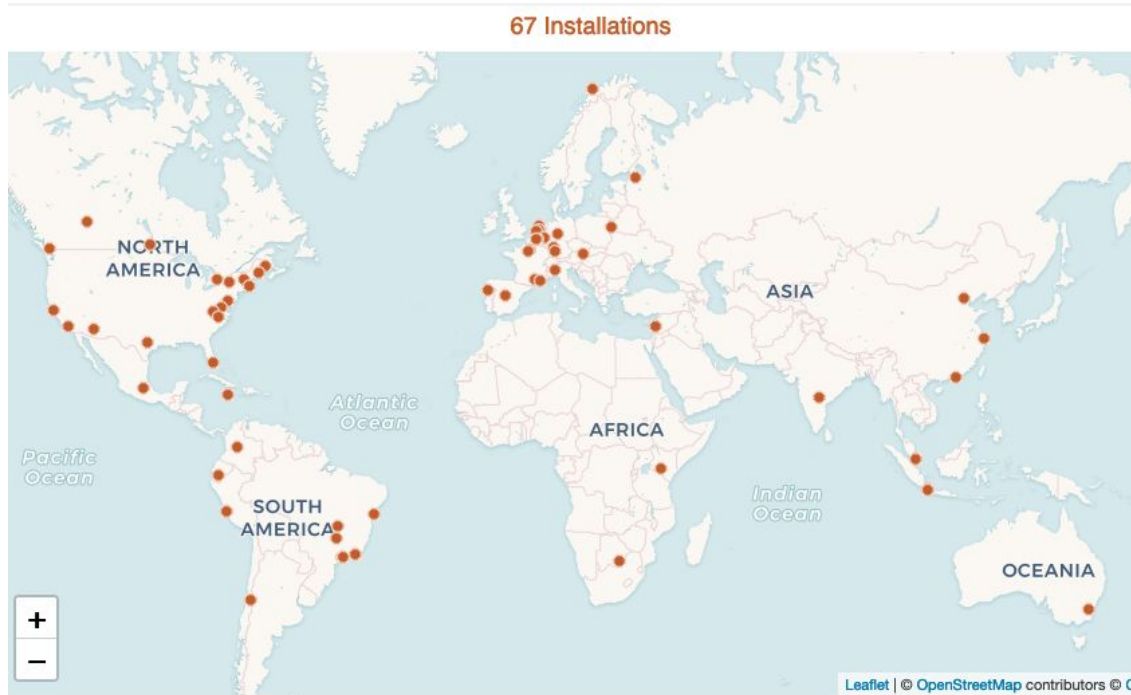 67 Installations
NORTH
AMERICA
ASIA
Atlantic
Ocean
AFRICA
Pacific
Ocean
Indian
Ocean
SOUTH
AMERICA
OCEANIA
+
−
Leaflet | © OpenStreetMap contributors ©